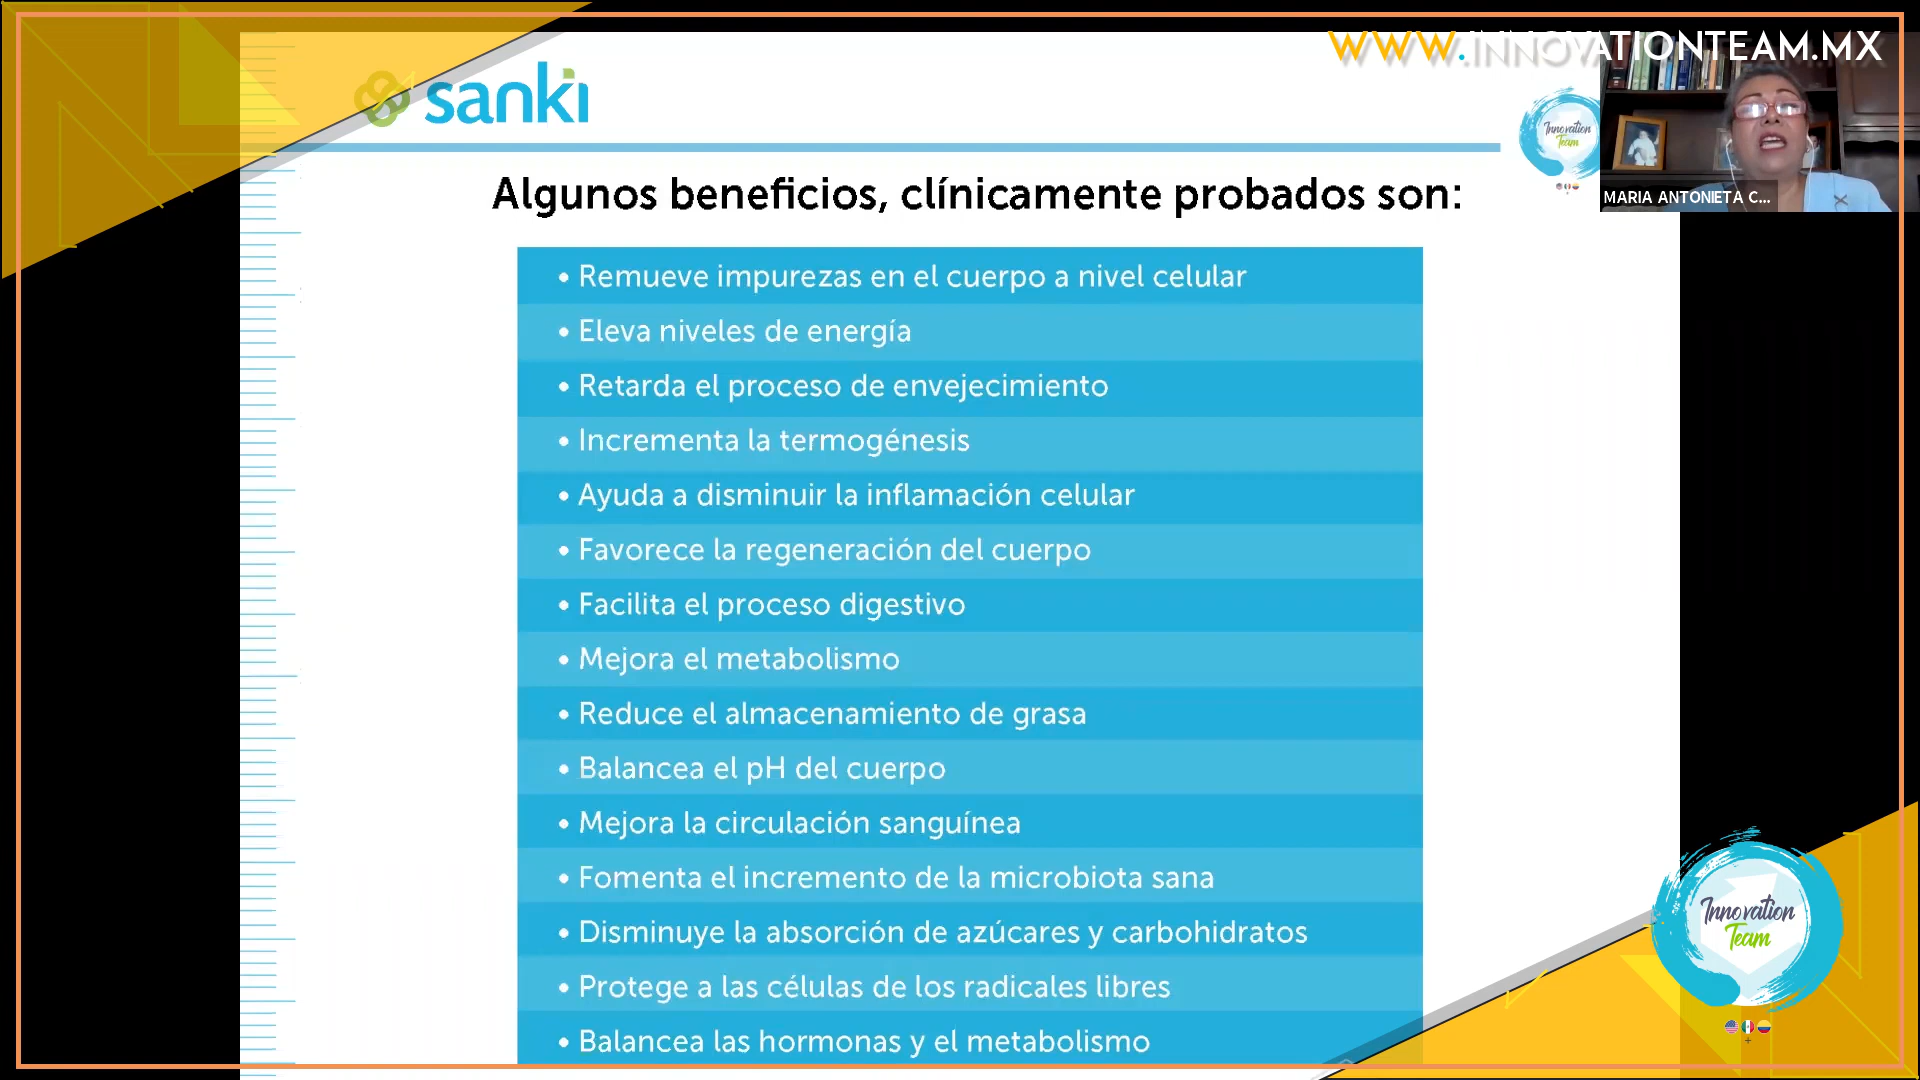 WWW.INNOVATIONTEAM.MX
sanki
Innovation
Team
MARIA ANTONIETA C...
Algunos beneficios, clínicamente probados son:
• Remueve impurezas en el cuerpo a nivel celular
• Eleva niveles de energía
• Retarda el proceso de envejecimiento
• Incrementa la termogénesis
• Ayuda a disminuir la inflamación celular
• Favorece la regeneración del cuerpo
• Facilita el proceso digestivo
• Mejora el metabolismo
• Reduce el almacenamiento de grasa
• Balancea el pH del cuerpo
• Mejora la circulación sanguínea
• Fomenta el incremento de la microbiota sana
• Disminuye la absorción de azúcares y carbohidratos
• Protege a las células de los radicales libres
• Balancea las hormonas y el metabolismo
Innovation
Team
+